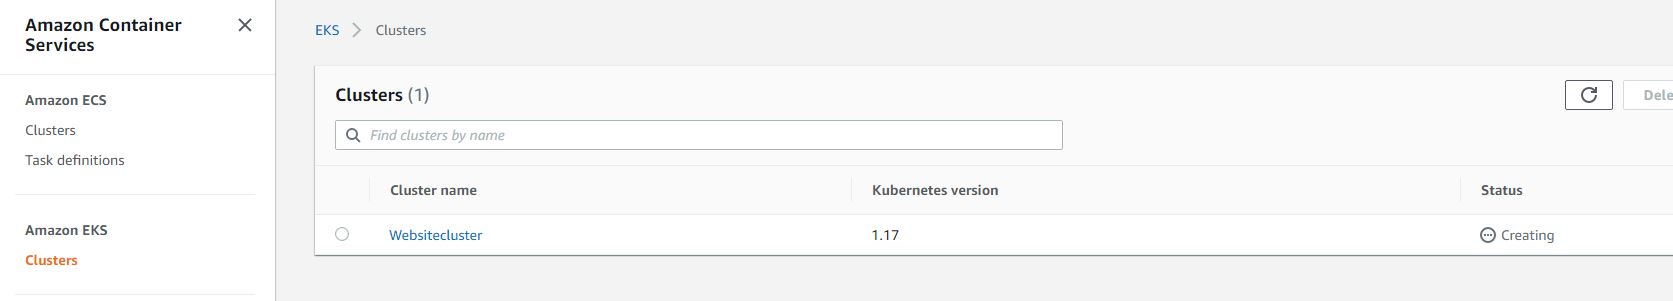 Amazon Container
Services
Amazon ECS
Clusters
Task definitions
Amazon EKS
Clusters
EKS > Clusters
Clusters (1)
Dele
Find clusters by name
Cluster name Kubernetes version Status
Websitecluster 1.17 Creating